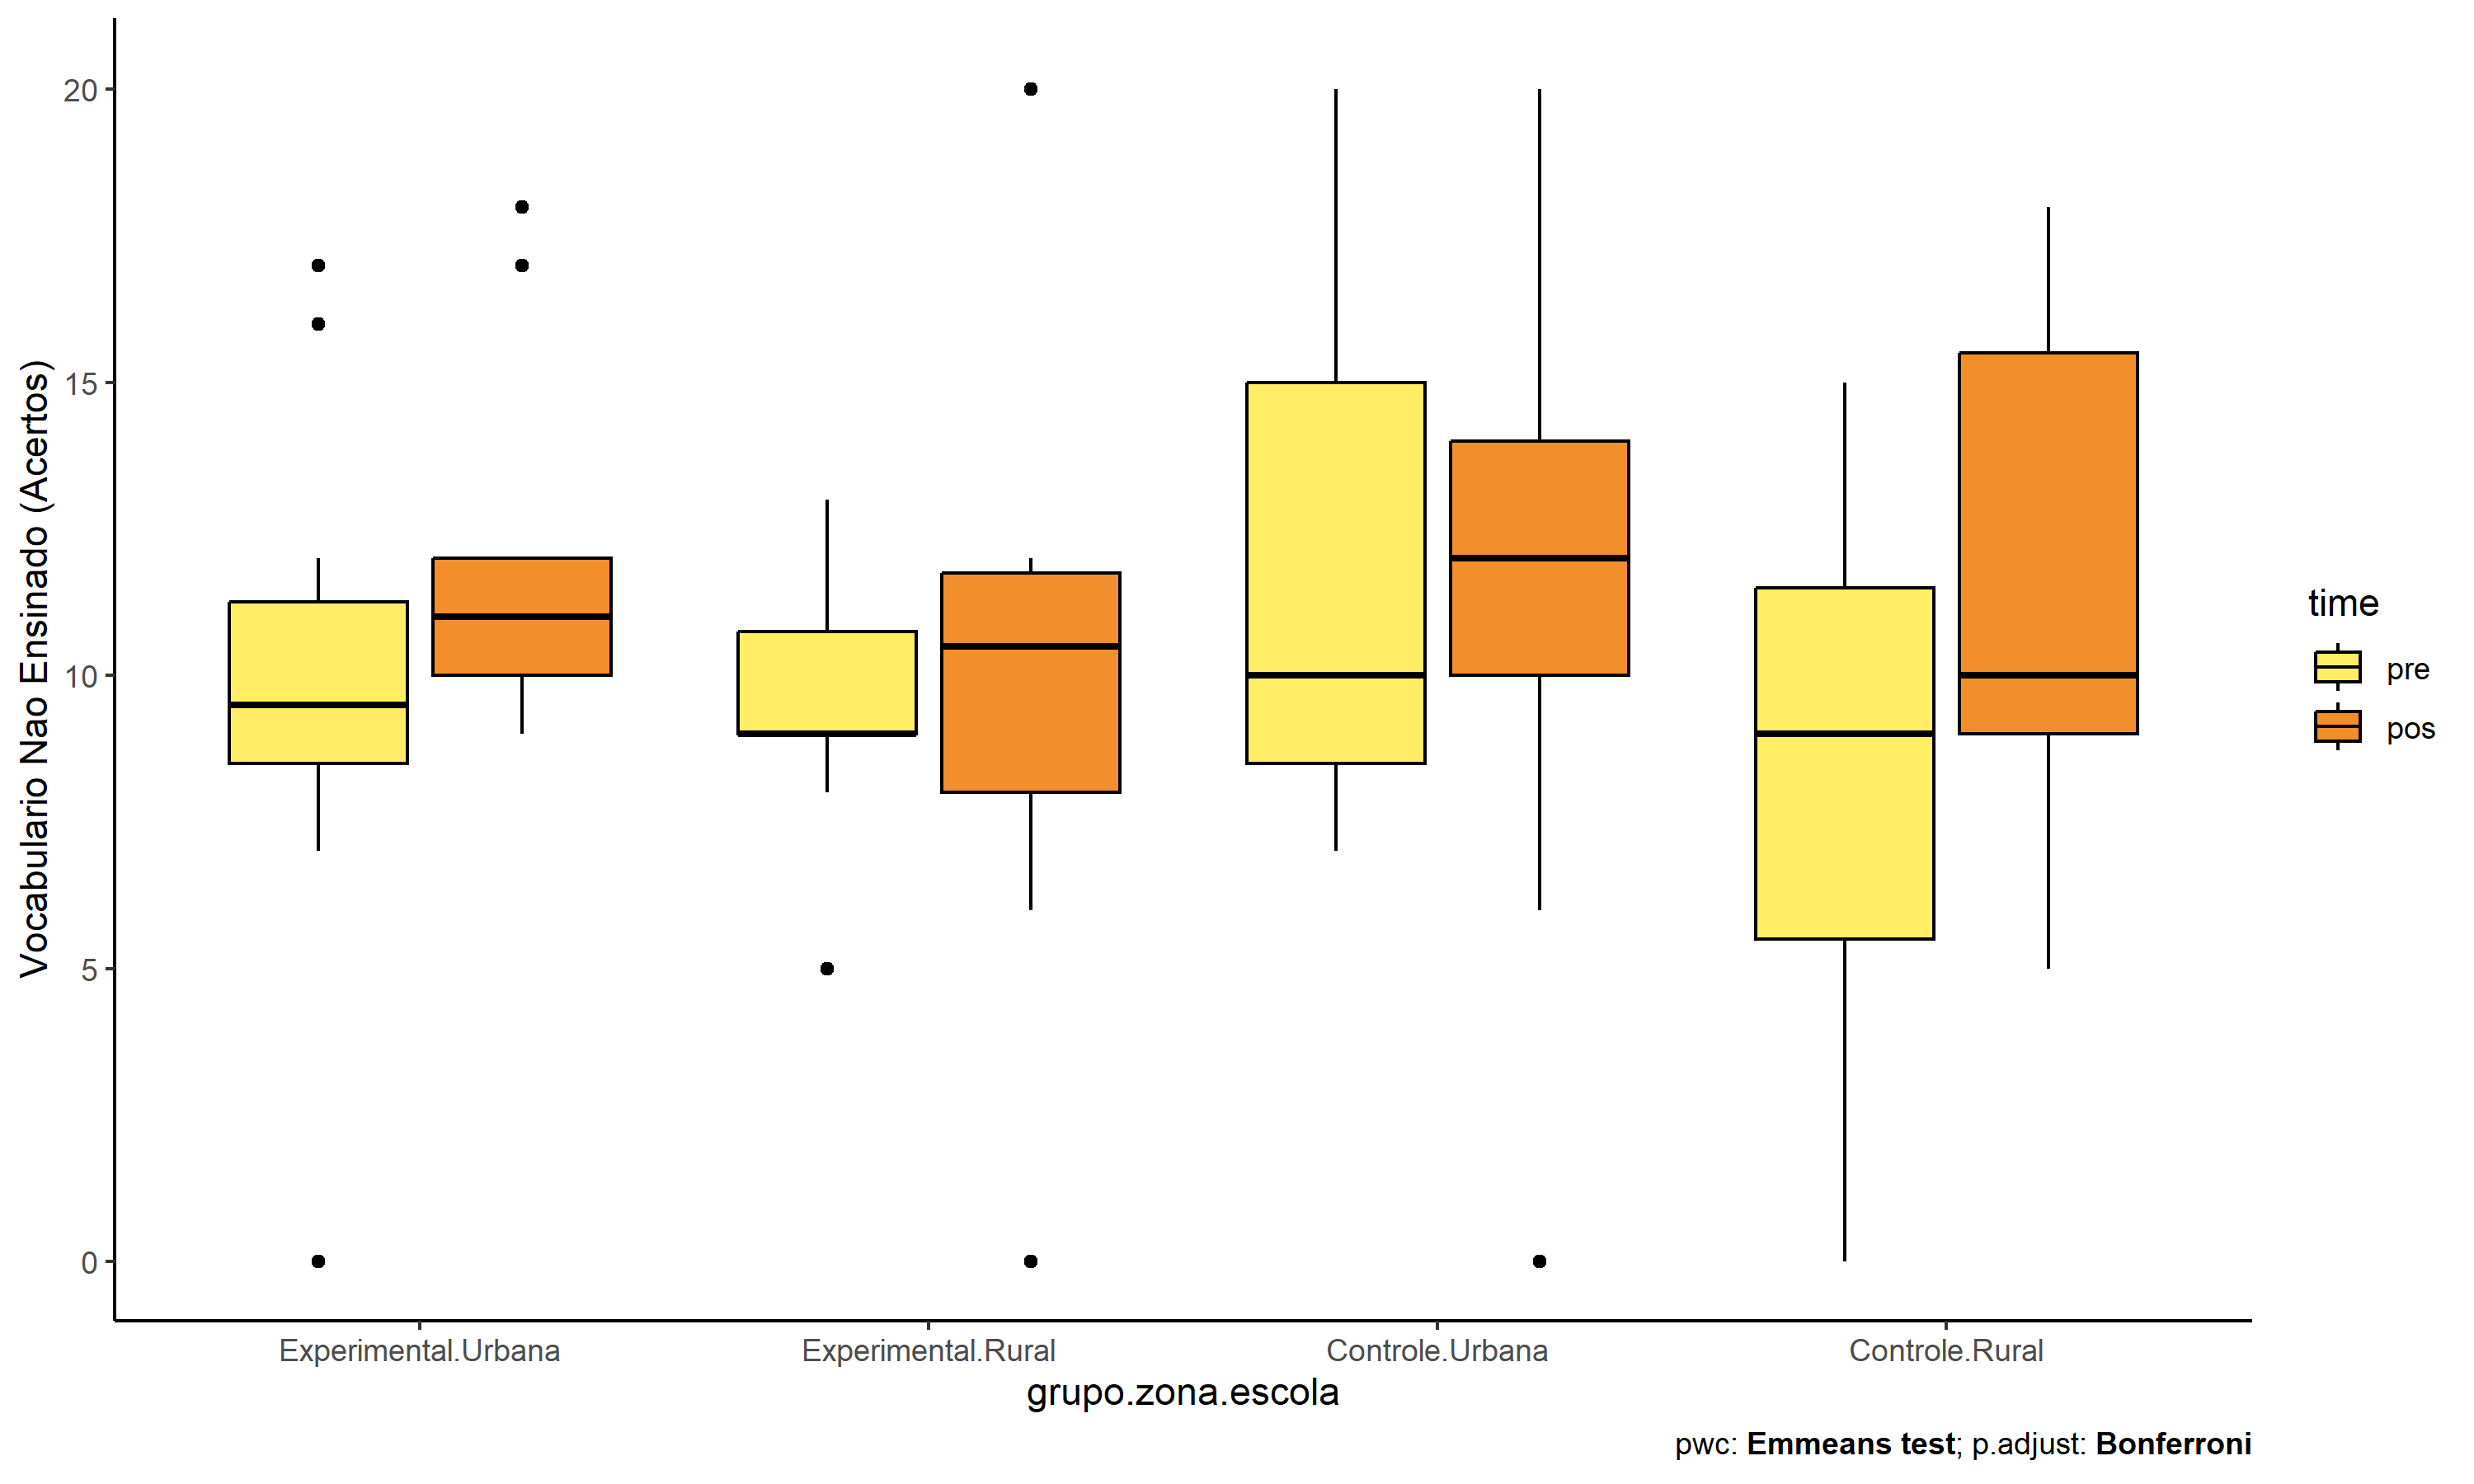 Vocabulario Nao Ensinado (Acertos)
20
15
10
5
0
Experimental.Urbana
Experimental.Rural
Controle.Urbana
Controle.Rural
grupo.zona.escola
time
pre
pos
pwc: Emmeans test; p.adjust: Bonferroni